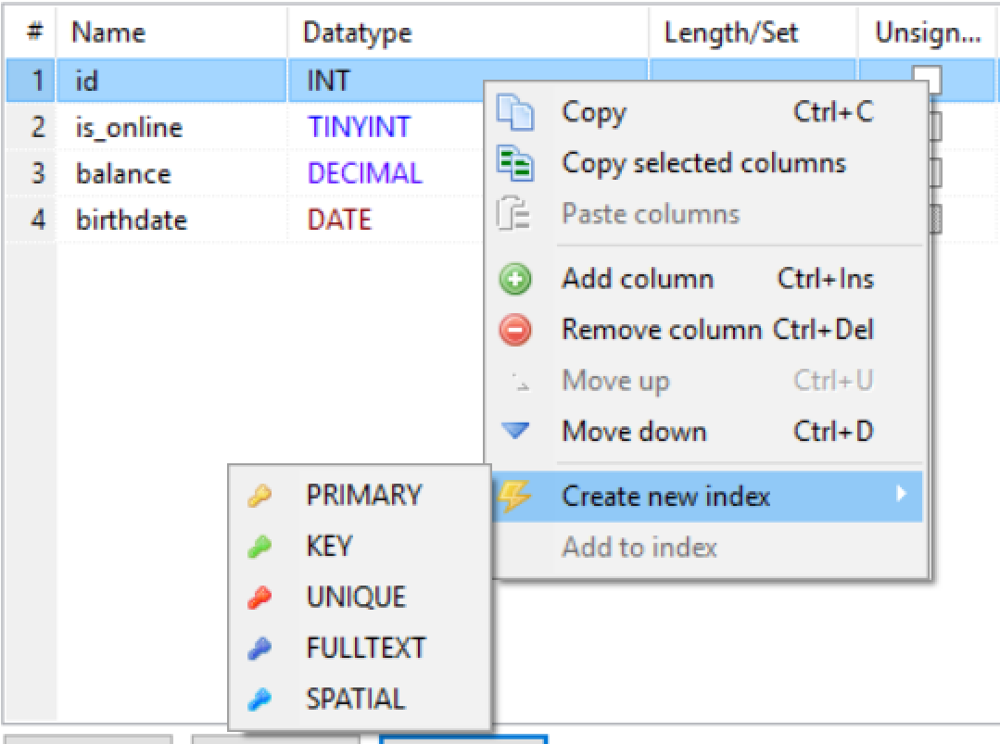 # Name Datatype Length/Set Unsign...
1 id INT
2 is_online TINYINT
3 balance DECIMAL
4 birthdate DATE
Copy Ctrl+C
Copy selected columns
Paste columns
Add column Ctrl+Ins
Remove column Ctrl+Del
Move up Ctrl+U
Move down Ctrl+D
Create new index
Add to index
PRIMARY
KEY
UNIQUE
FULLTEXT
SPATIAL